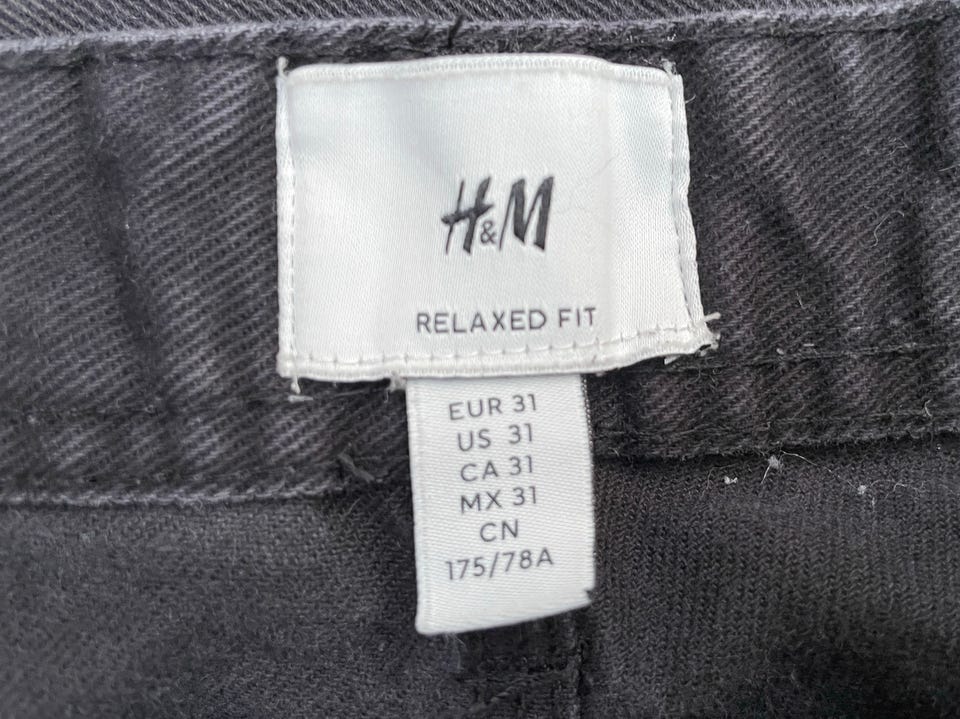 H&M
RELAXED FIT
EUR 31
US 31
CA 31
MX 31
CN
175/78A